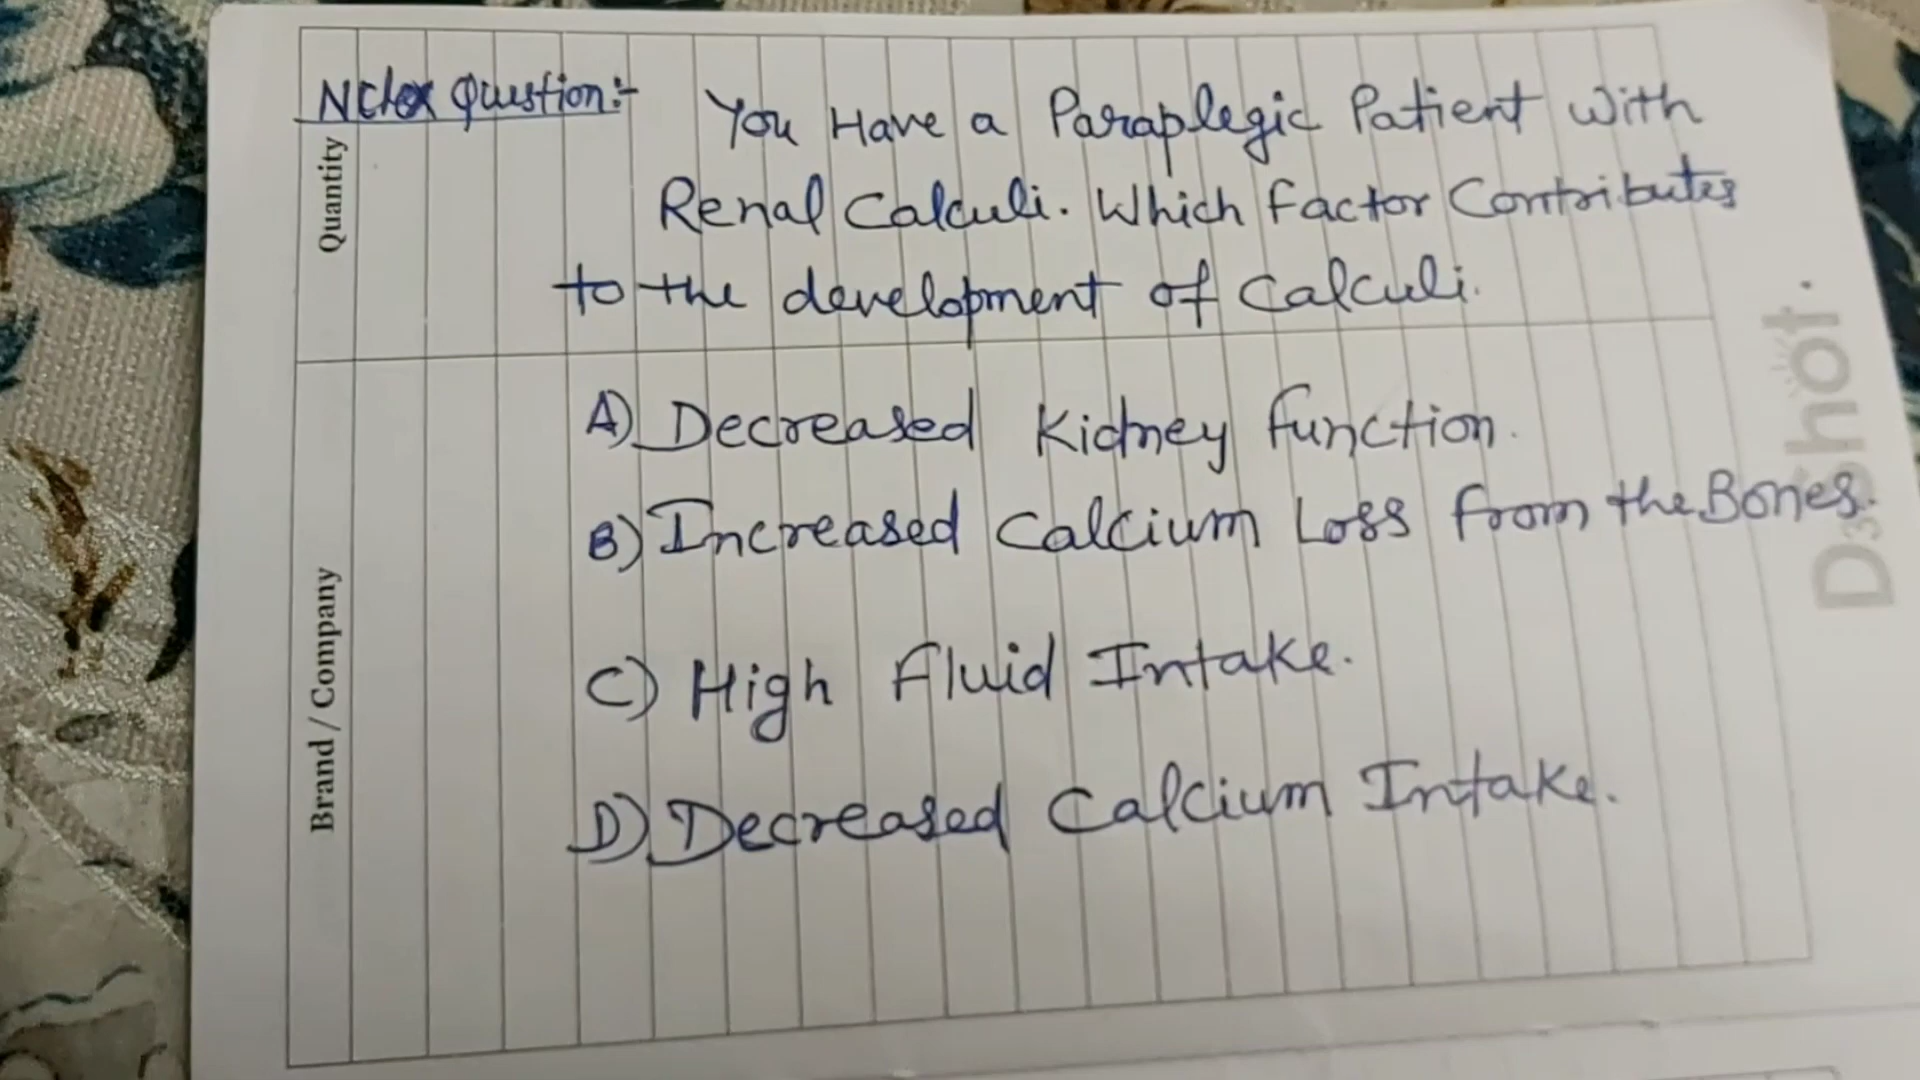 Nclex Question:-
You Have a Paraplegic Patient With
Renal Calculi. Which Factor Contributes
to the development of Calculi.
A) Decreased Kidney Function.
B) Increased Calcium Loss from the Bones.
C) High Fluid Intake.
D) Decreased Calcium Intake.
Quantity
Brand / Company